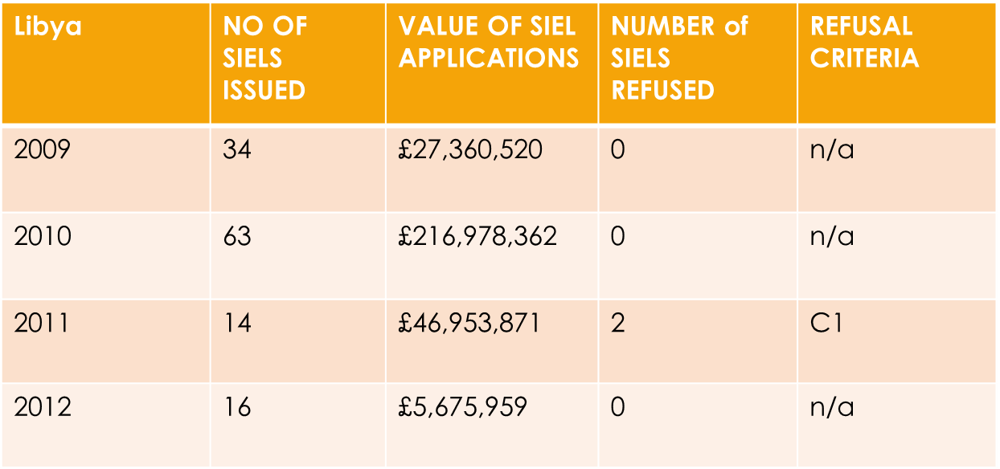 Libya
NO OF
SIELS
ISSUED
VALUE OF SIEL
APPLICATIONS
NUMBER of
SIELS
REFUSED
REFUSAL
CRITERIA
2009 34 £27,360,520 0 n/a
2010 63 £216,978,362 0 n/a
2011 14 £46,953,871 2 C1
2012 16 £5,675,959 0 n/a